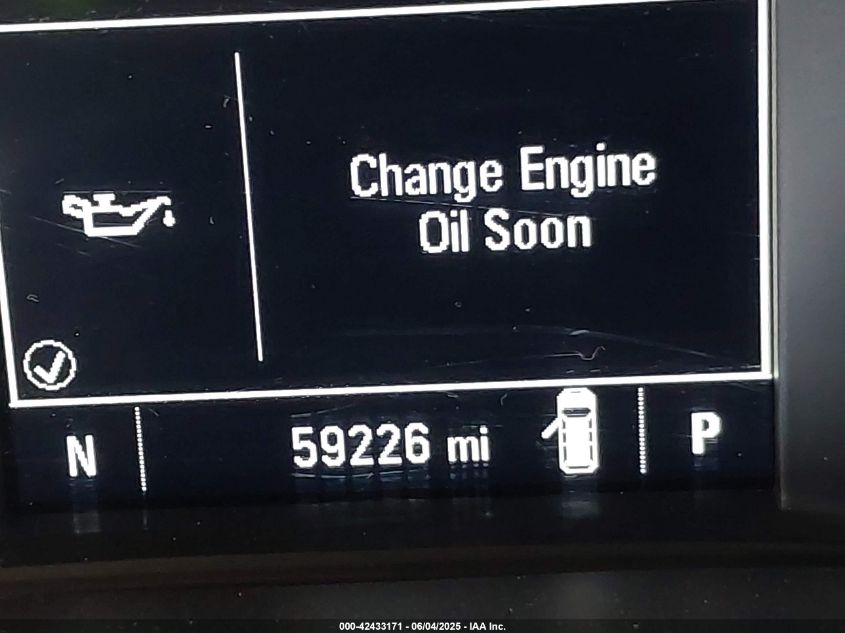 Change Engine
Oil Soon
N
59226 mi
P
000-42433171 - 06/04/2025 - IAA Inc.